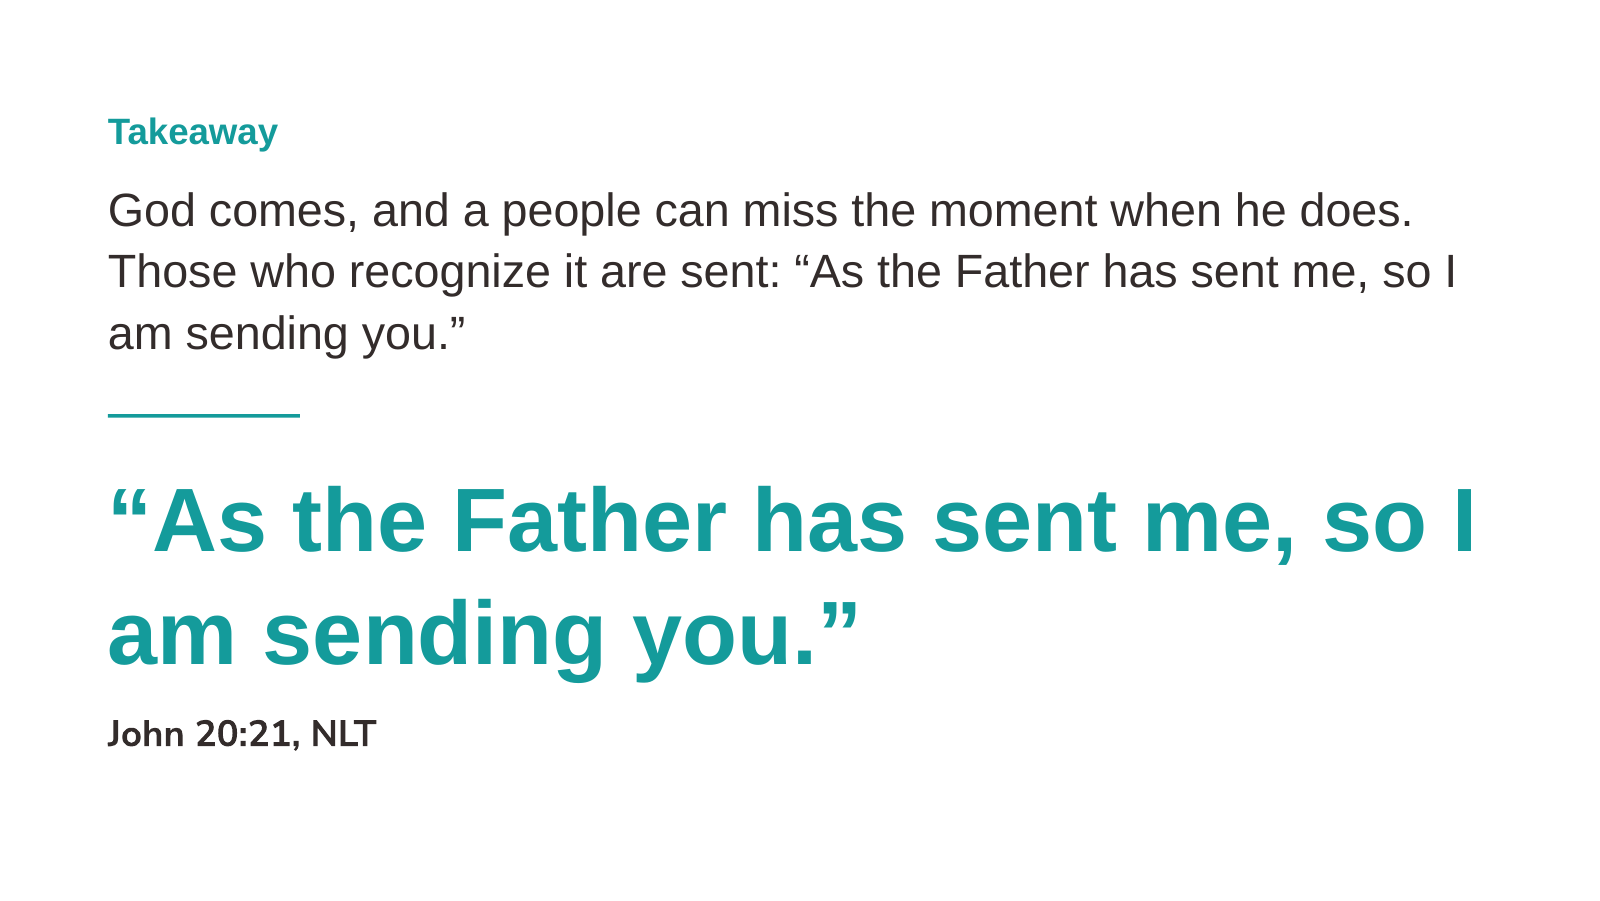 Takeaway
God comes, and a people can miss the moment when he does.
Those who recognize it are sent: “As the Father has sent me, so I
am sending you.”
“As the Father has sent me, so I
am sending you.”
John 20:21, NLT